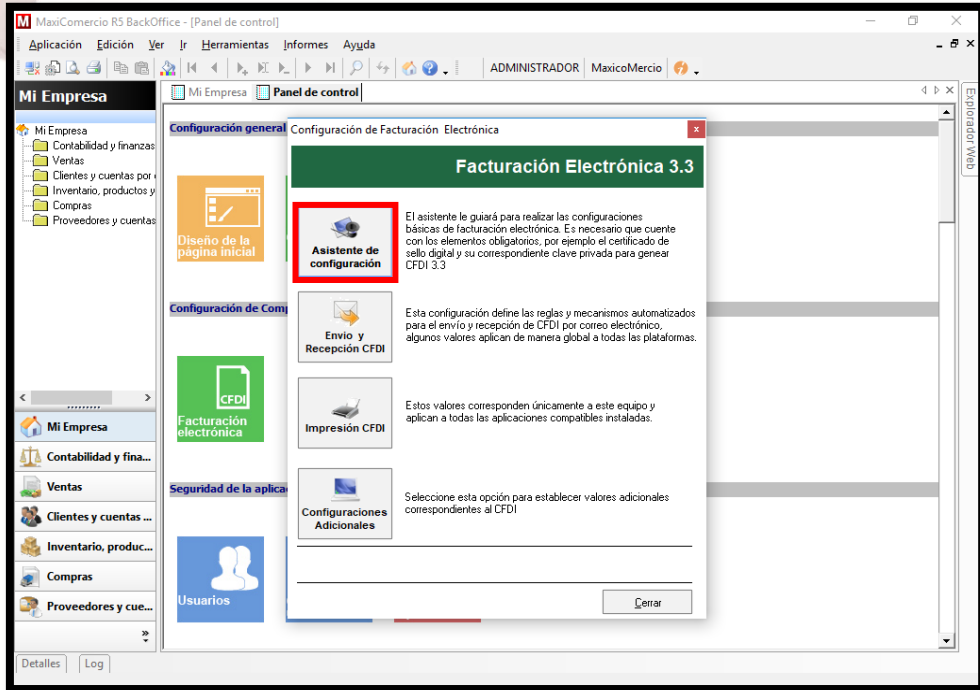 M MaxiComercio R5 BackOffice - [Panel de control]
Aplicación Edición Ver Ir Herramientas Informes Ayuda
ADMINISTRADOR MaxicoMercio
Mi Empresa
Mi Empresa Panel de control
Explorador Web
Mi Empresa
Contabilidad y finanzas
Ventas
Clientes y cuentas por
Inventario, productos y
Compras
Proveedores y cuentas
Configuración general
Diseño de la
página inicial
Configuración de Comp
CFDI
Facturación
electrónica
Seguridad de la aplica
Usuarios
Configuración de Facturación Electrónica
Facturación Electrónica 3.3
Asistente de
configuración
El asistente le guiará para realizar las configuraciones
básicas de facturación electrónica. Es necesario que cuente
con los elementos obligatorios, por ejemplo el certificado de
sello digital y su correspondiente clave privada para genear
CFDI 3.3
Envio y
Recepción CFDI
Esta configuración define las reglas y mecanismos automatizados
para el envío y recepción de CFDI por correo electrónico,
algunos valores aplican de manera global a todas las plataformas.
Impresión CFDI
Estos valores corresponden únicamente a este equipo y
aplican a todas las aplicaciones compatibles instaladas.
Configuraciones
Adicionales
Seleccione esta opción para establecer valores adicionales
correspondientes al CFDI
Cerrar
Mi Empresa
Contabilidad y fina...
Ventas
Clientes y cuentas ...
Inventario, produc...
Compras
Proveedores y cue...
Detalles Log